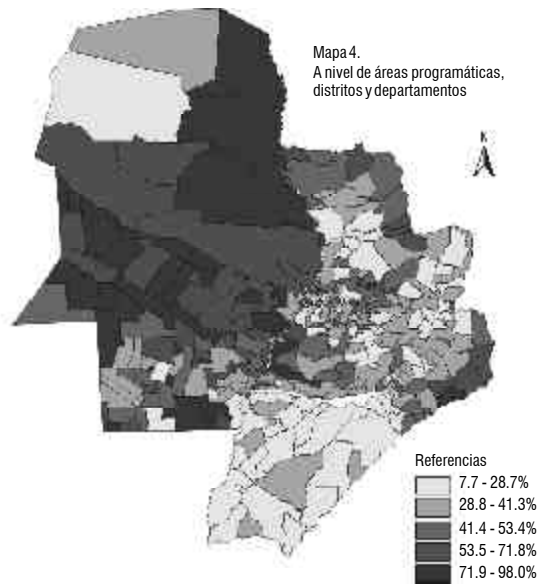 Mapa 4.
A nivel de áreas programáticas,
distritos y departamentos
N
Referencias
7.7 - 28.7%
28.8 - 41.3%
41.4 - 53.4%
53.5 - 71.8%
71.9 - 98.0%